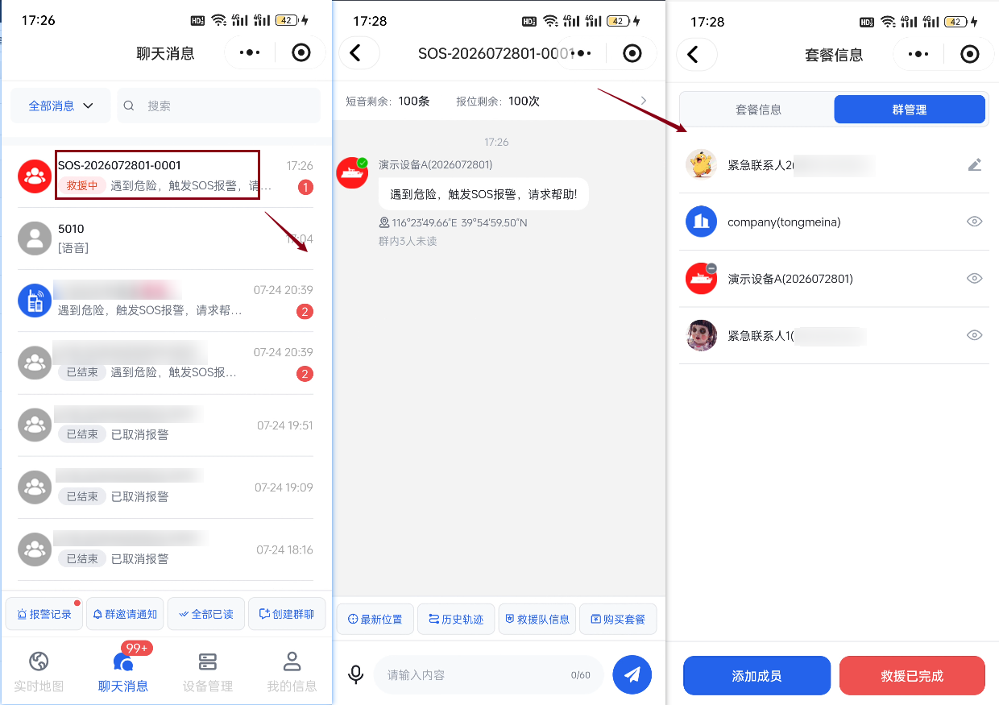 17:26
HD 4G 4G 42
聊天消息
全部消息
搜索
SOS-2026072801-0001
17:26
救援中 遇到危险，触发SOS报警，请...
1
5010
17:04
[语音]
07-24 20:39
遇到危险，触发SOS报警，请求帮...
2
07-24 20:39
已结束 遇到危险，触发SOS报...
2
07-24 19:51
已结束 已取消报警
07-24 19:09
已结束 已取消报警
07-24 18:16
已结束 已取消报警
报警记录 群邀请通知 全部已读 创建群聊
99+
实时地图 聊天消息 设备管理 我的信息
17:28
HD 4G 4G 42
SOS-2026072801-0001
短音剩余: 100条 报位剩余: 100次
17:26
演示设备A(2026072801)
遇到危险，触发SOS报警，请求帮助!
116°23'49.66"E 39°54'59.50"N
群内3人未读
最新位置 历史轨迹 救援队信息 购买套餐
请输入内容 0/60
17:28
HD 4G 4G 42
套餐信息
套餐信息 群管理
紧急联系人2(
company(tongmeina)
演示设备A(2026072801)
紧急联系人1(
添加成员 救援已完成